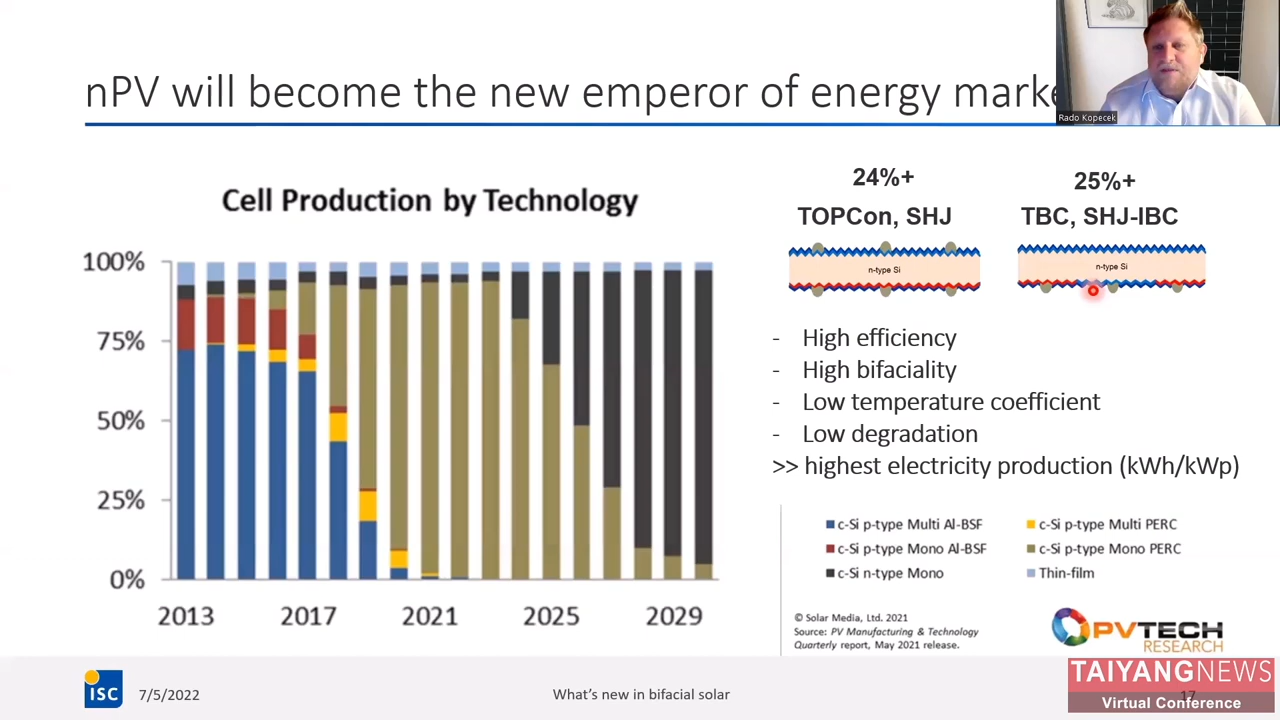 nPV will become the new emperor of energy marke
Rado Kopecek
Cell Production by Technology
100%
75%
50%
25%
0%
2013 2017 2021 2025 2029
24%+
TOPCon, SHJ
n-type Si
25%+
TBC, SHJ-IBC
n-type Si
- High efficiency
- High bifaciality
- Low temperature coefficient
- Low degradation
>> highest electricity production (kWh/kWp)
c-Si p-type Multi Al-BSF
c-Si p-type Multi PERC
c-Si p-type Mono Al-BSF
c-Si p-type Mono PERC
c-Si n-type Mono
Thin-film
© Solar Media, Ltd. 2021
Source: PV Manufacturing & Technology
Quarterly report, May 2021 release.
PVTECH
RESEARCH
ISC
7/5/2022
What's new in bifacial solar
17
TAIYANGNEWS
Virtual Conference